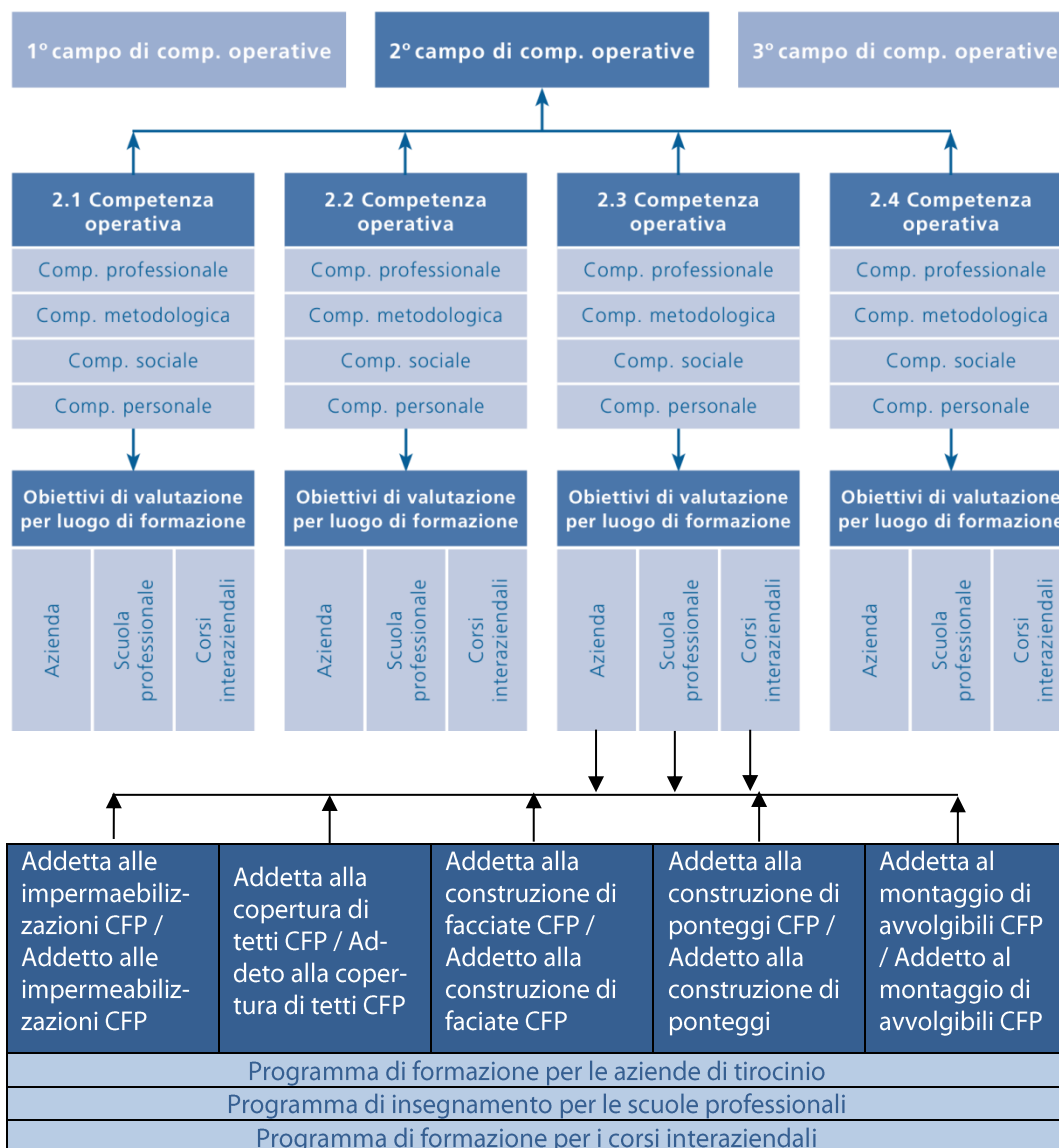 1º campo di comp. operative
2º campo di comp. operative
3º campo di comp. operative
2.1 Competenza
operativa
Comp. professionale
Comp. metodologica
Comp. sociale
Comp. personale
Obiettivi di valutazione
per luogo di formazione
Azienda
Scuola
professionale
Corsi
interaziendali
2.2 Competenza
operativa
Comp. professionale
Comp. metodologica
Comp. sociale
Comp. personale
Obiettivi di valutazione
per luogo di formazione
Azienda
Scuola
professionale
Corsi
interaziendali
2.3 Competenza
operativa
Comp. professionale
Comp. metodologica
Comp. sociale
Comp. personale
Obiettivi di valutazione
per luogo di formazione
Azienda
Scuola
professionale
Corsi
interaziendali
2.4 Competenza
operativa
Comp. professionale
Comp. metodologica
Comp. sociale
Comp. personale
Obiettivi di valutazione
per luogo di formazione
Azienda
Scuola
professionale
Corsi
interaziendali
Addetta alle
impermaebiliz-
zazioni CFP /
Addetto alle
impermeabiliz-
zazioni CFP
Addetta alla
copertura di
tetti CFP / Ad-
deto alla coper-
tura di tetti CFP
Addetta alla
construzione di
facciate CFP /
Addetto alla
construzione di
faciate CFP
Addetta alla
construzione di
ponteggi CFP /
Addetto alla
construzione di
ponteggi
Addetta al
montaggio di
avvolgibili CFP
/ Addetto al
montaggio di
avvolgibili CFP
Programma di formazione per le aziende di tirocinio
Programma di insegnamento per le scuole professionali
Programma di formazione per i corsi interaziendali